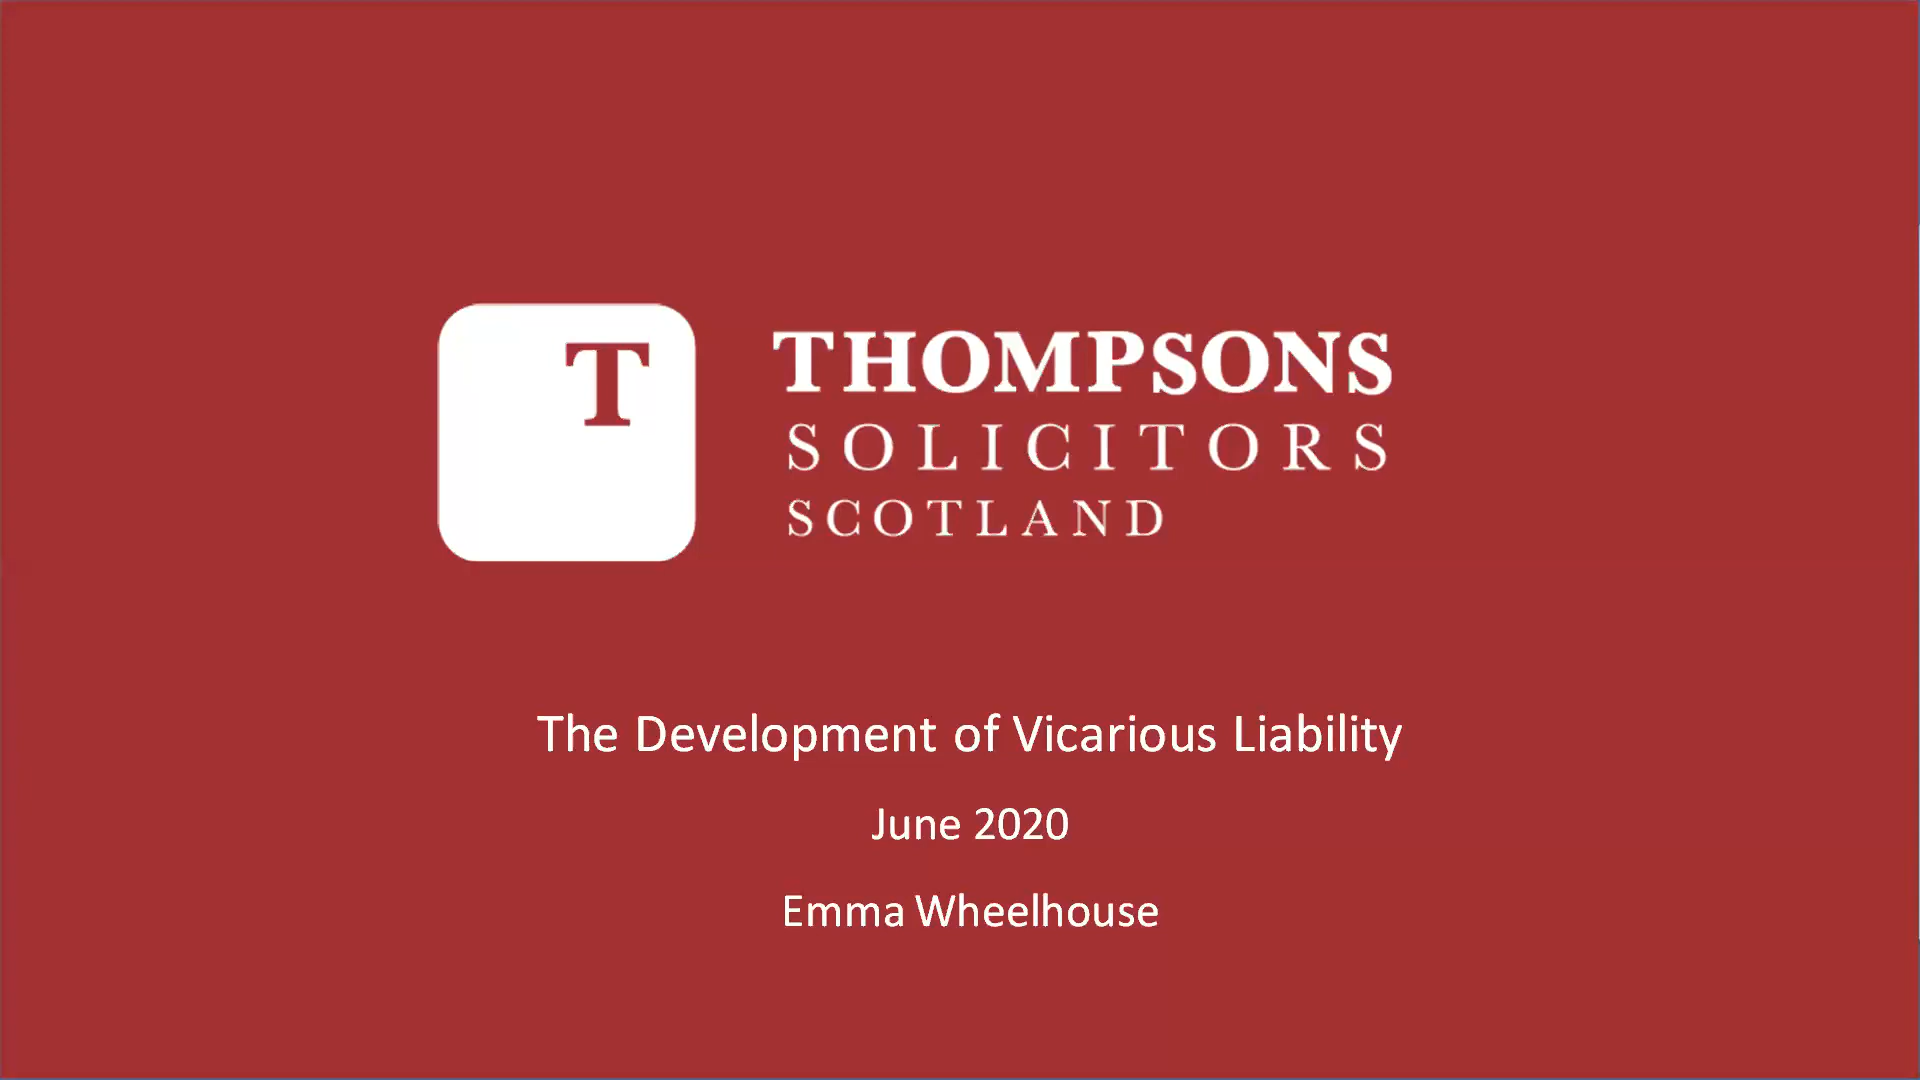 T
THOMPSONS
SOLICITORS
SCOTLAND
The Development of Vicarious Liability
June 2020
Emma Wheelhouse